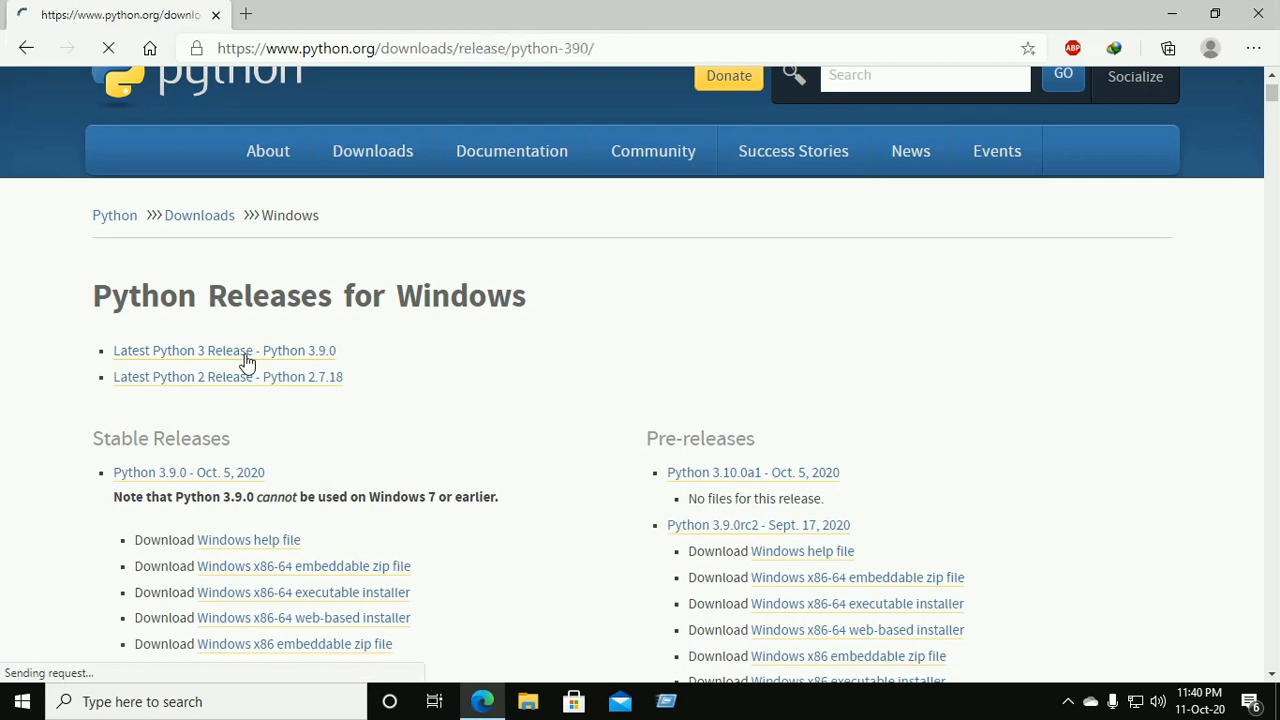 https://www.python.org/downlo
https://www.python.org/downloads/release/python-390/
ABP
python
Donate
Search
GO
Socialize
About
Downloads
Documentation
Community
Success Stories
News
Events
Python >>> Downloads >>> Windows
Python Releases for Windows
Latest Python 3 Release - Python 3.9.0
Latest Python 2 Release - Python 2.7.18
Stable Releases
Python 3.9.0 - Oct. 5, 2020
Note that Python 3.9.0 cannot be used on Windows 7 or earlier.
Download Windows help file
Download Windows x86-64 embeddable zip file
Download Windows x86-64 executable installer
Download Windows x86-64 web-based installer
Download Windows x86 embeddable zip file
Pre-releases
Python 3.10.0a1 - Oct. 5, 2020
No files for this release.
Python 3.9.0rc2 - Sept. 17, 2020
Download Windows help file
Download Windows x86-64 embeddable zip file
Download Windows x86-64 executable installer
Download Windows x86-64 web-based installer
Download Windows x86 embeddable zip file
Download Windows x86 executable installer
Sending request...
Type here to search
11:40 PM
11-Oct-20
6